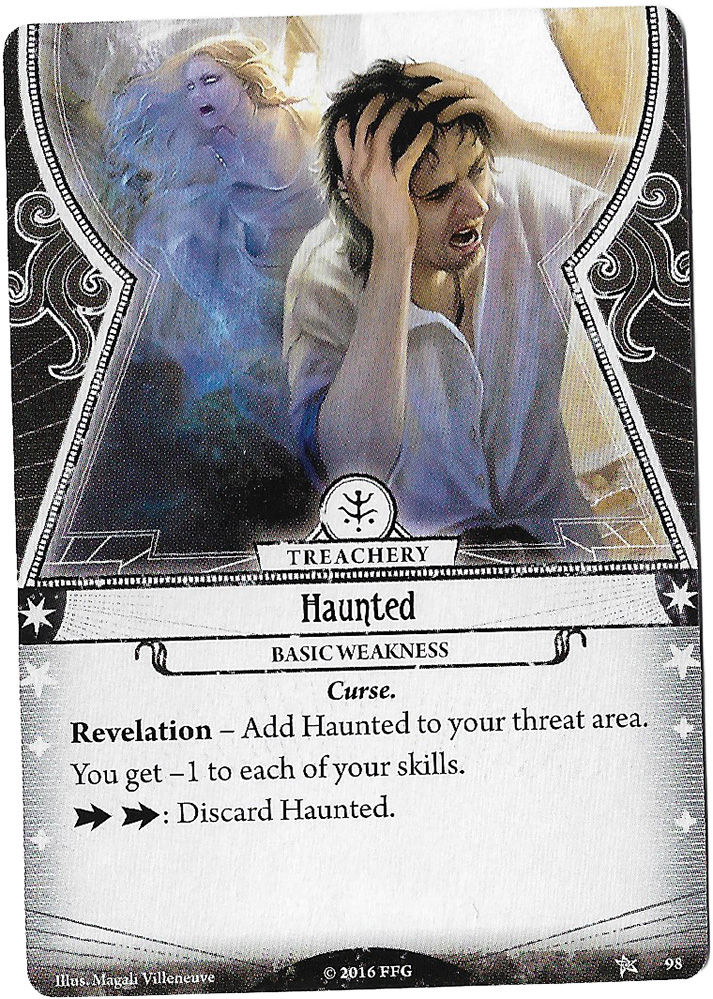 TREACHERY
Haunted
BASIC WEAKNESS
Curse.
Revelation – Add Haunted to your threat area.
You get –1 to each of your skills.
: Discard Haunted.
Illus. Magali Villeneuve
© 2016 FFG
98